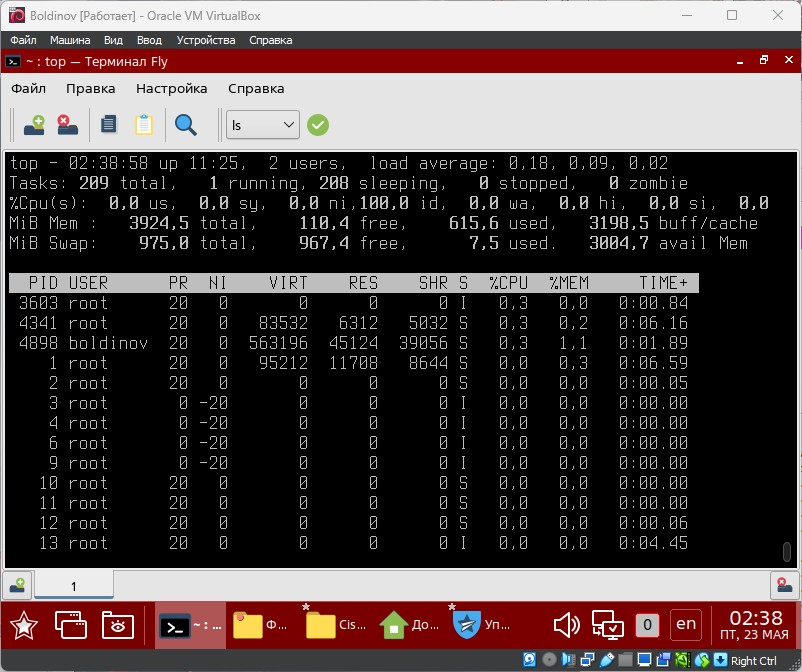 Boldinov [Работает] - Oracle VM VirtualBox
Файл Машина Вид Ввод Устройства Справка
~ : top — Терминал Fly
Файл Правка Настройка Справка
ls
top - 02:38:58 up 11:25, 2 users, load average: 0,18, 0,09, 0,02
Tasks: 209 total, 1 running, 208 sleeping, 0 stopped, 0 zombie
%Cpu(s): 0,0 us, 0,0 sy, 0,0 ni,100,0 id, 0,0 wa, 0,0 hi, 0,0 si, 0,0
MiB Mem : 3924,5 total, 110,4 free, 615,6 used, 3198,5 buff/cache
MiB Swap: 975,0 total, 967,4 free, 7,5 used. 3004,7 avail Mem
PID USER PR NI VIRT RES SHR S %CPU %MEM TIME+
3603 root 20 0 0 0 0 I 0,3 0,0 0:00.84
4341 root 20 0 83532 6312 5032 S 0,3 0,2 0:06.16
4898 boldinov 20 0 563196 45124 39056 S 0,3 1,1 0:01.89
1 root 20 0 95212 11708 8644 S 0,0 0,3 0:06.59
2 root 20 0 0 0 0 S 0,0 0,0 0:00.05
3 root 0 -20 0 0 0 I 0,0 0,0 0:00.00
4 root 0 -20 0 0 0 I 0,0 0,0 0:00.00
6 root 0 -20 0 0 0 I 0,0 0,0 0:00.00
9 root 0 -20 0 0 0 I 0,0 0,0 0:00.00
10 root 20 0 0 0 0 S 0,0 0,0 0:00.00
11 root 20 0 0 0 0 S 0,0 0,0 0:00.00
12 root 20 0 0 0 0 S 0,0 0,0 0:00.06
13 root 20 0 0 0 0 I 0,0 0,0 0:04.45
1
~ : ... Ф... Cis... До... Уп... 0 en 02:38
ПТ, 23 МАЯ
Right Ctrl